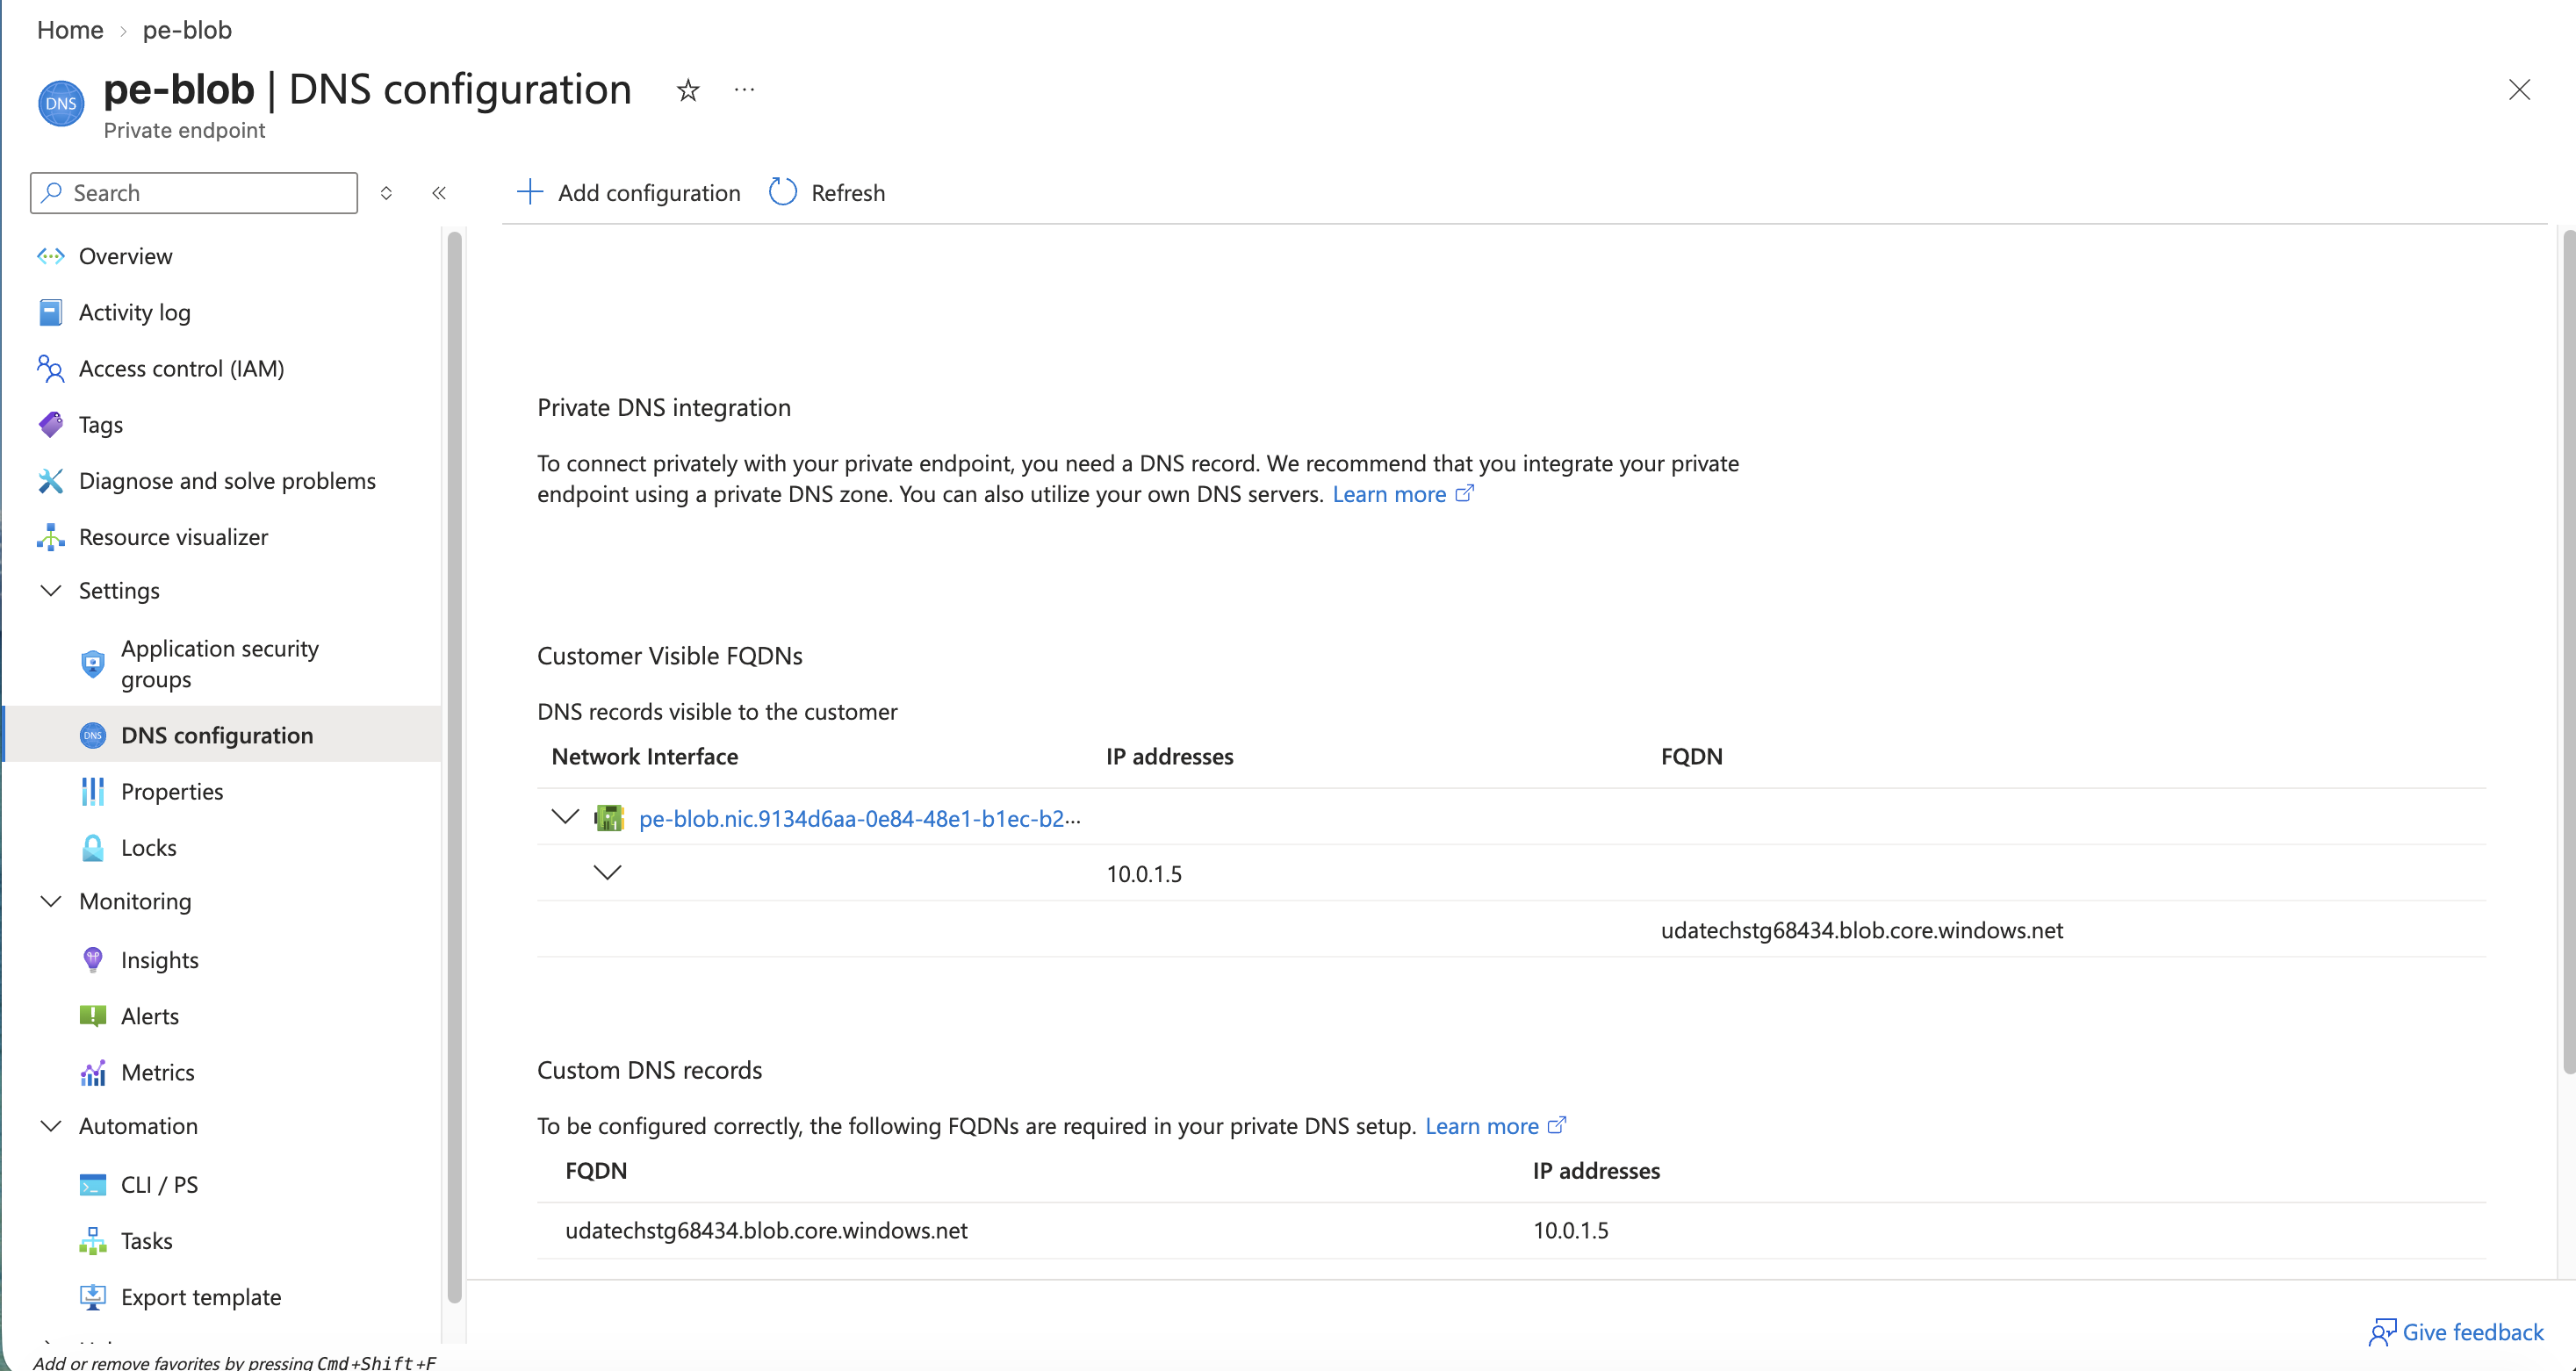 Home > pe-blob
DNS
pe-blob | DNS configuration ☆ ···
Private endpoint
Search
+ Add configuration Refresh
Overview
Activity log
Access control (IAM)
Tags
Diagnose and solve problems
Resource visualizer
Settings
Application security
groups
DNS
DNS configuration
Properties
Locks
Monitoring
Insights
Alerts
Metrics
Automation
CLI / PS
Tasks
Export template
Add or remove favorites by pressing Cmd+Shift+F
Private DNS integration
To connect privately with your private endpoint, you need a DNS record. We recommend that you integrate your private
endpoint using a private DNS zone. You can also utilize your own DNS servers. Learn more
Customer Visible FQDNs
DNS records visible to the customer
Network Interface IP addresses FQDN
pe-blob.nic.9134d6aa-0e84-48e1-b1ec-b2···
10.0.1.5
udatechstg68434.blob.core.windows.net
Custom DNS records
To be configured correctly, the following FQDNs are required in your private DNS setup. Learn more
FQDN IP addresses
udatechstg68434.blob.core.windows.net 10.0.1.5
Give feedback